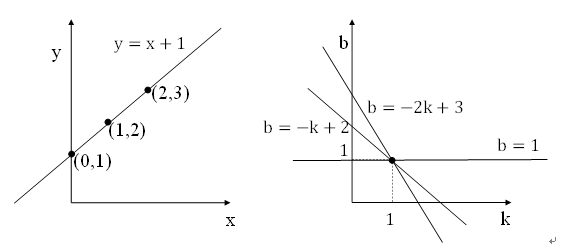 y
y = x + 1
(2,3)
(1,2)
(0,1)
x
b
b = −2k + 3
b = −k + 2
1
b = 1
1
k